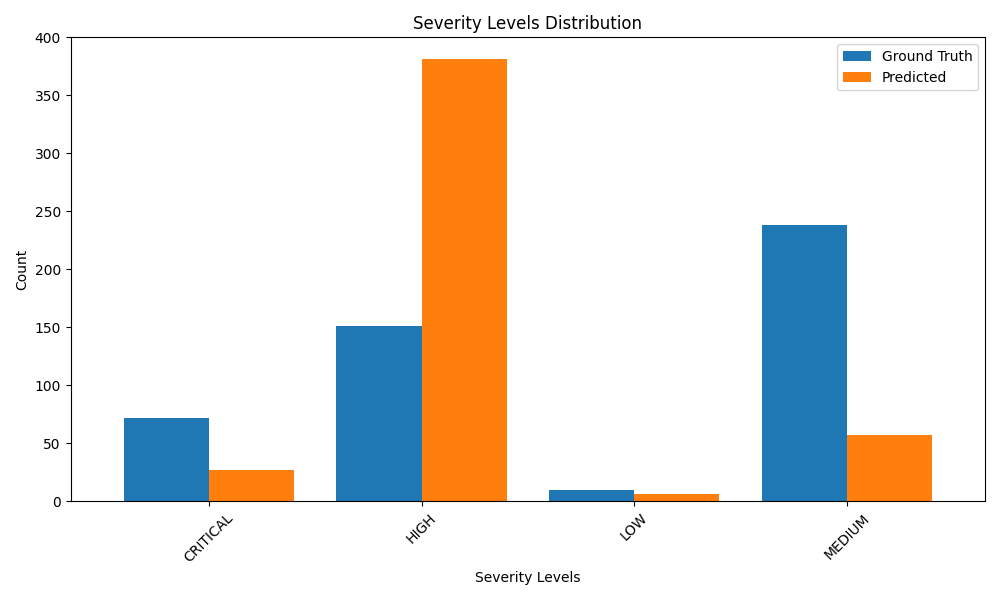 Severity Levels Distribution
Ground Truth
Predicted
Count
400
350
300
250
200
150
100
50
0
CRITICAL
HIGH
LOW
MEDIUM
Severity Levels